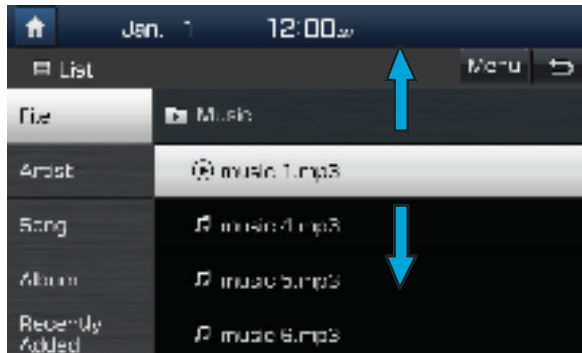 Jan. 1 12:00
List
Menu
File
Music
Artist
music 1.mp3
Song
music 4.mp3
Album
music 5.mp3
Recently
Added
music 6.mp3